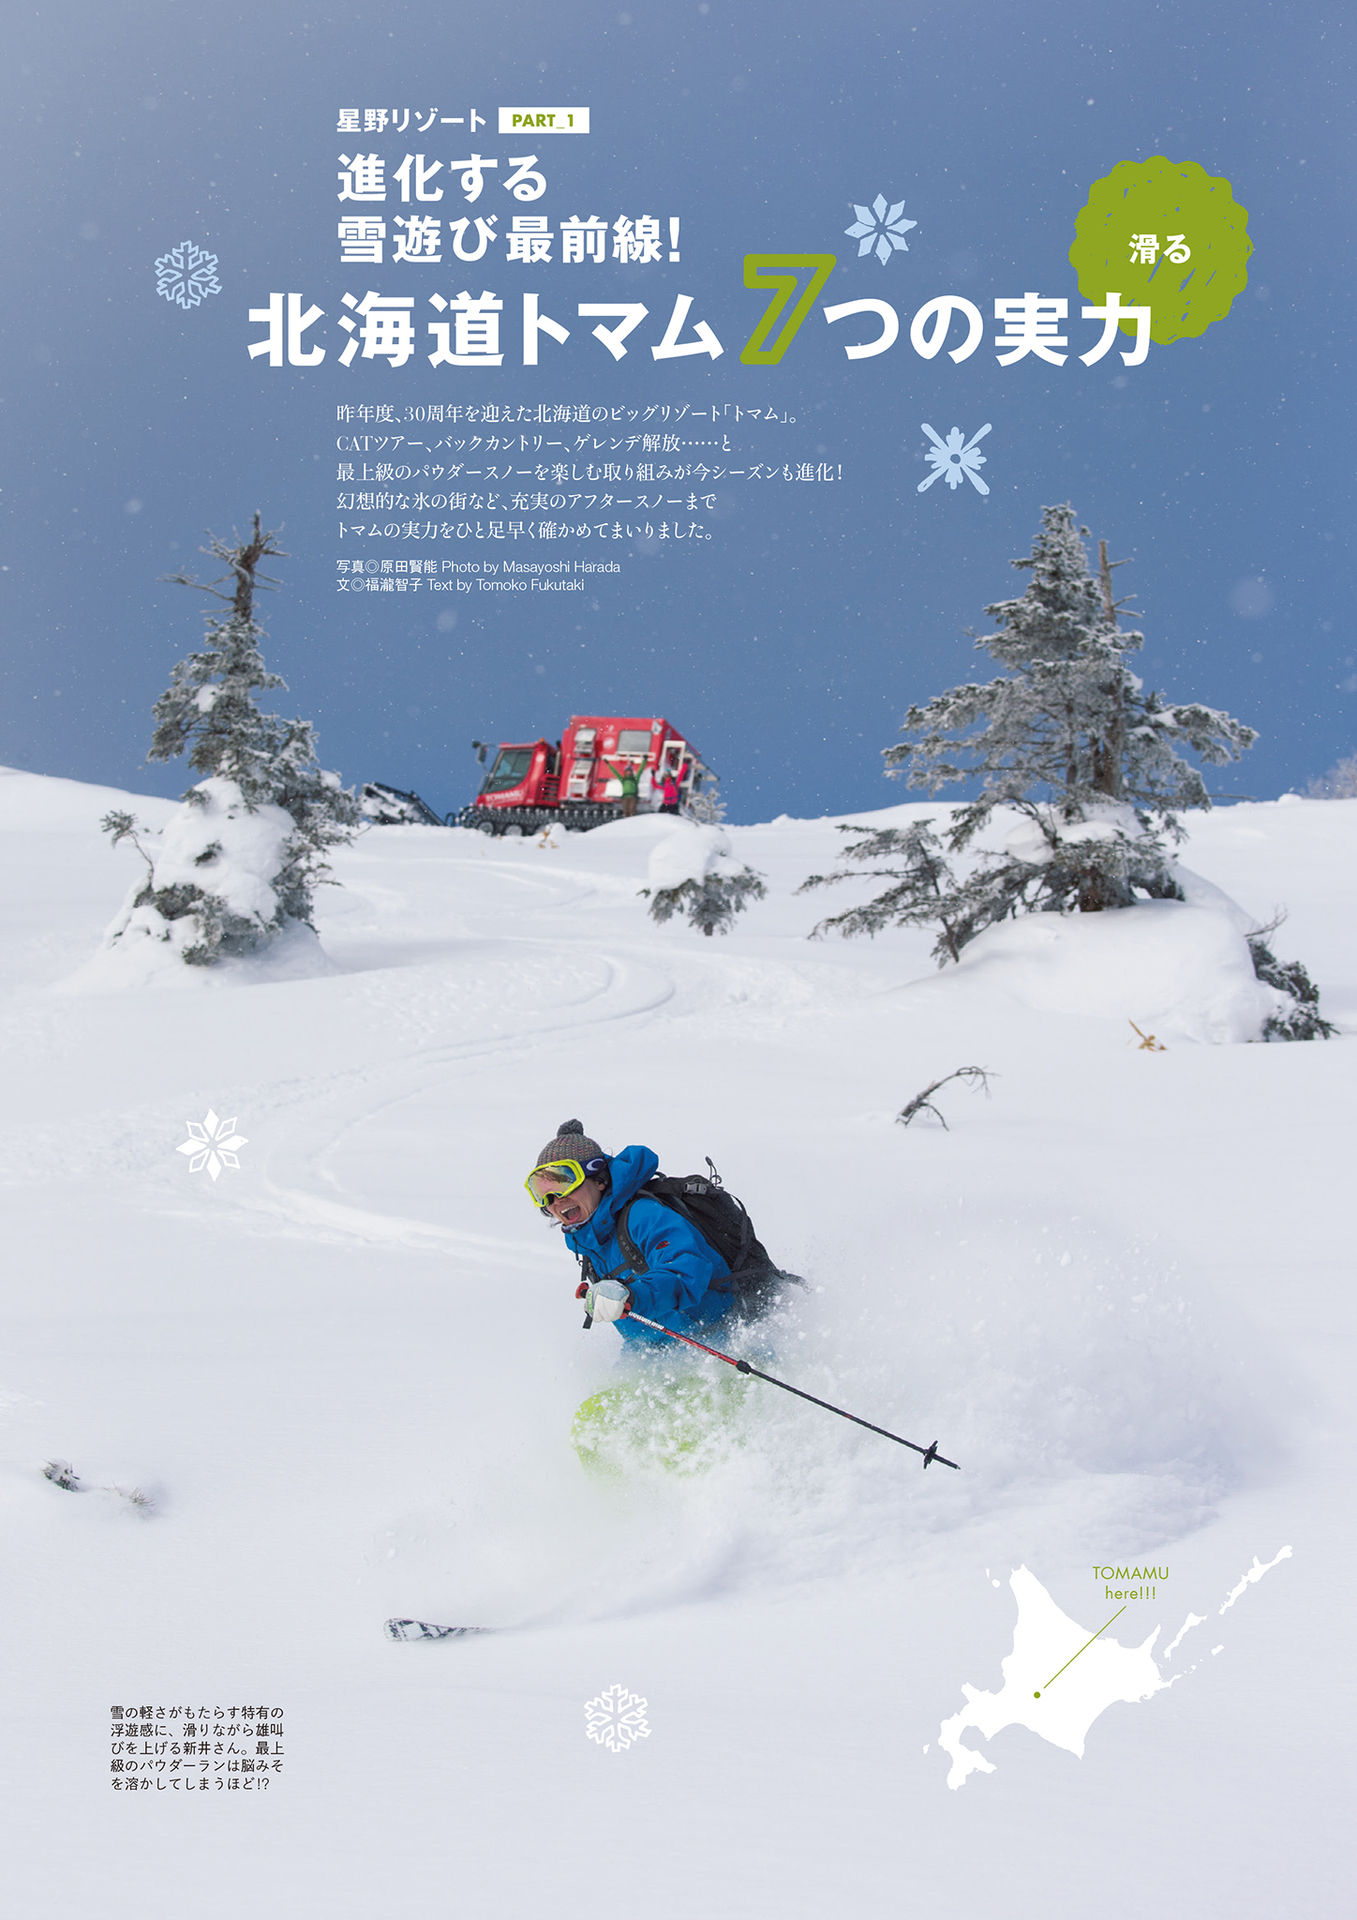 星野リゾート PART_1
進化する
雪遊び最前線!
滑る
北海道トマム7つの実力
昨年度、30周年を迎えた北海道のビッグリゾート「トマム」。
CATツアー、バックカントリー、ゲレンデ解放……と
最上級のパウダースノーを楽しむ取り組みが今シーズンも進化!
幻想的な氷の街など、充実のアフタースノーまで
トマムの実力をひと足早く確かめてまいりました。
写真◎原田賢能 Photo by Masayoshi Harada
文◎福瀧智子 Text by Tomoko Fukutaki
TOMAMU
TOMAMU
here!!!
雪の軽さがもたらす特有の
浮遊感に、滑りながら雄叫
びを上げる新井さん。最上
級のパウダーランは脳みそ
を溶かしてしまうほど!?